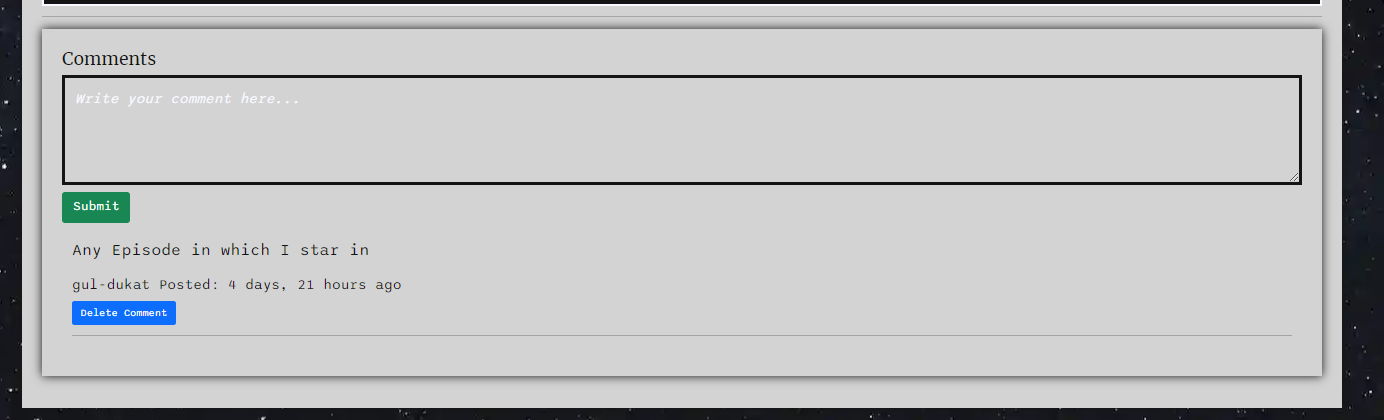 Comments
Write your comment here...
Submit
Any Episode in which I star in
gul-dukat Posted: 4 days, 21 hours ago
Delete Comment